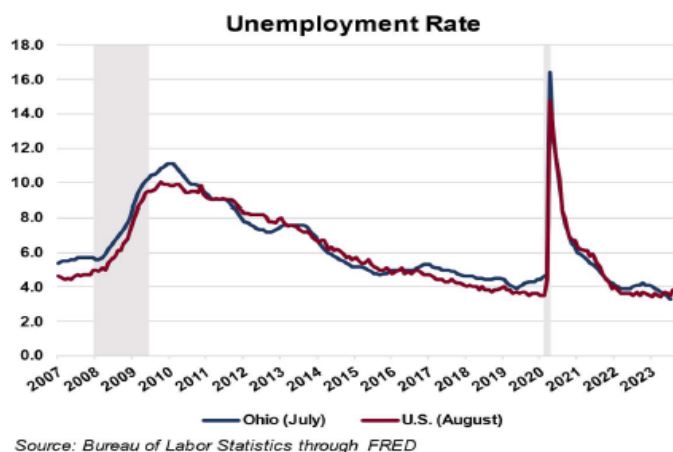 Unemployment Rate
18.0
16.0
14.0
12.0
10.0
8.0
6.0
4.0
2.0
0.0
2007 2008 2009 2010 2011 2012 2013 2014 2015 2016 2017 2018 2019 2020 2021 2022 2023
Ohio (July) U.S. (August)
Source: Bureau of Labor Statistics through FRED